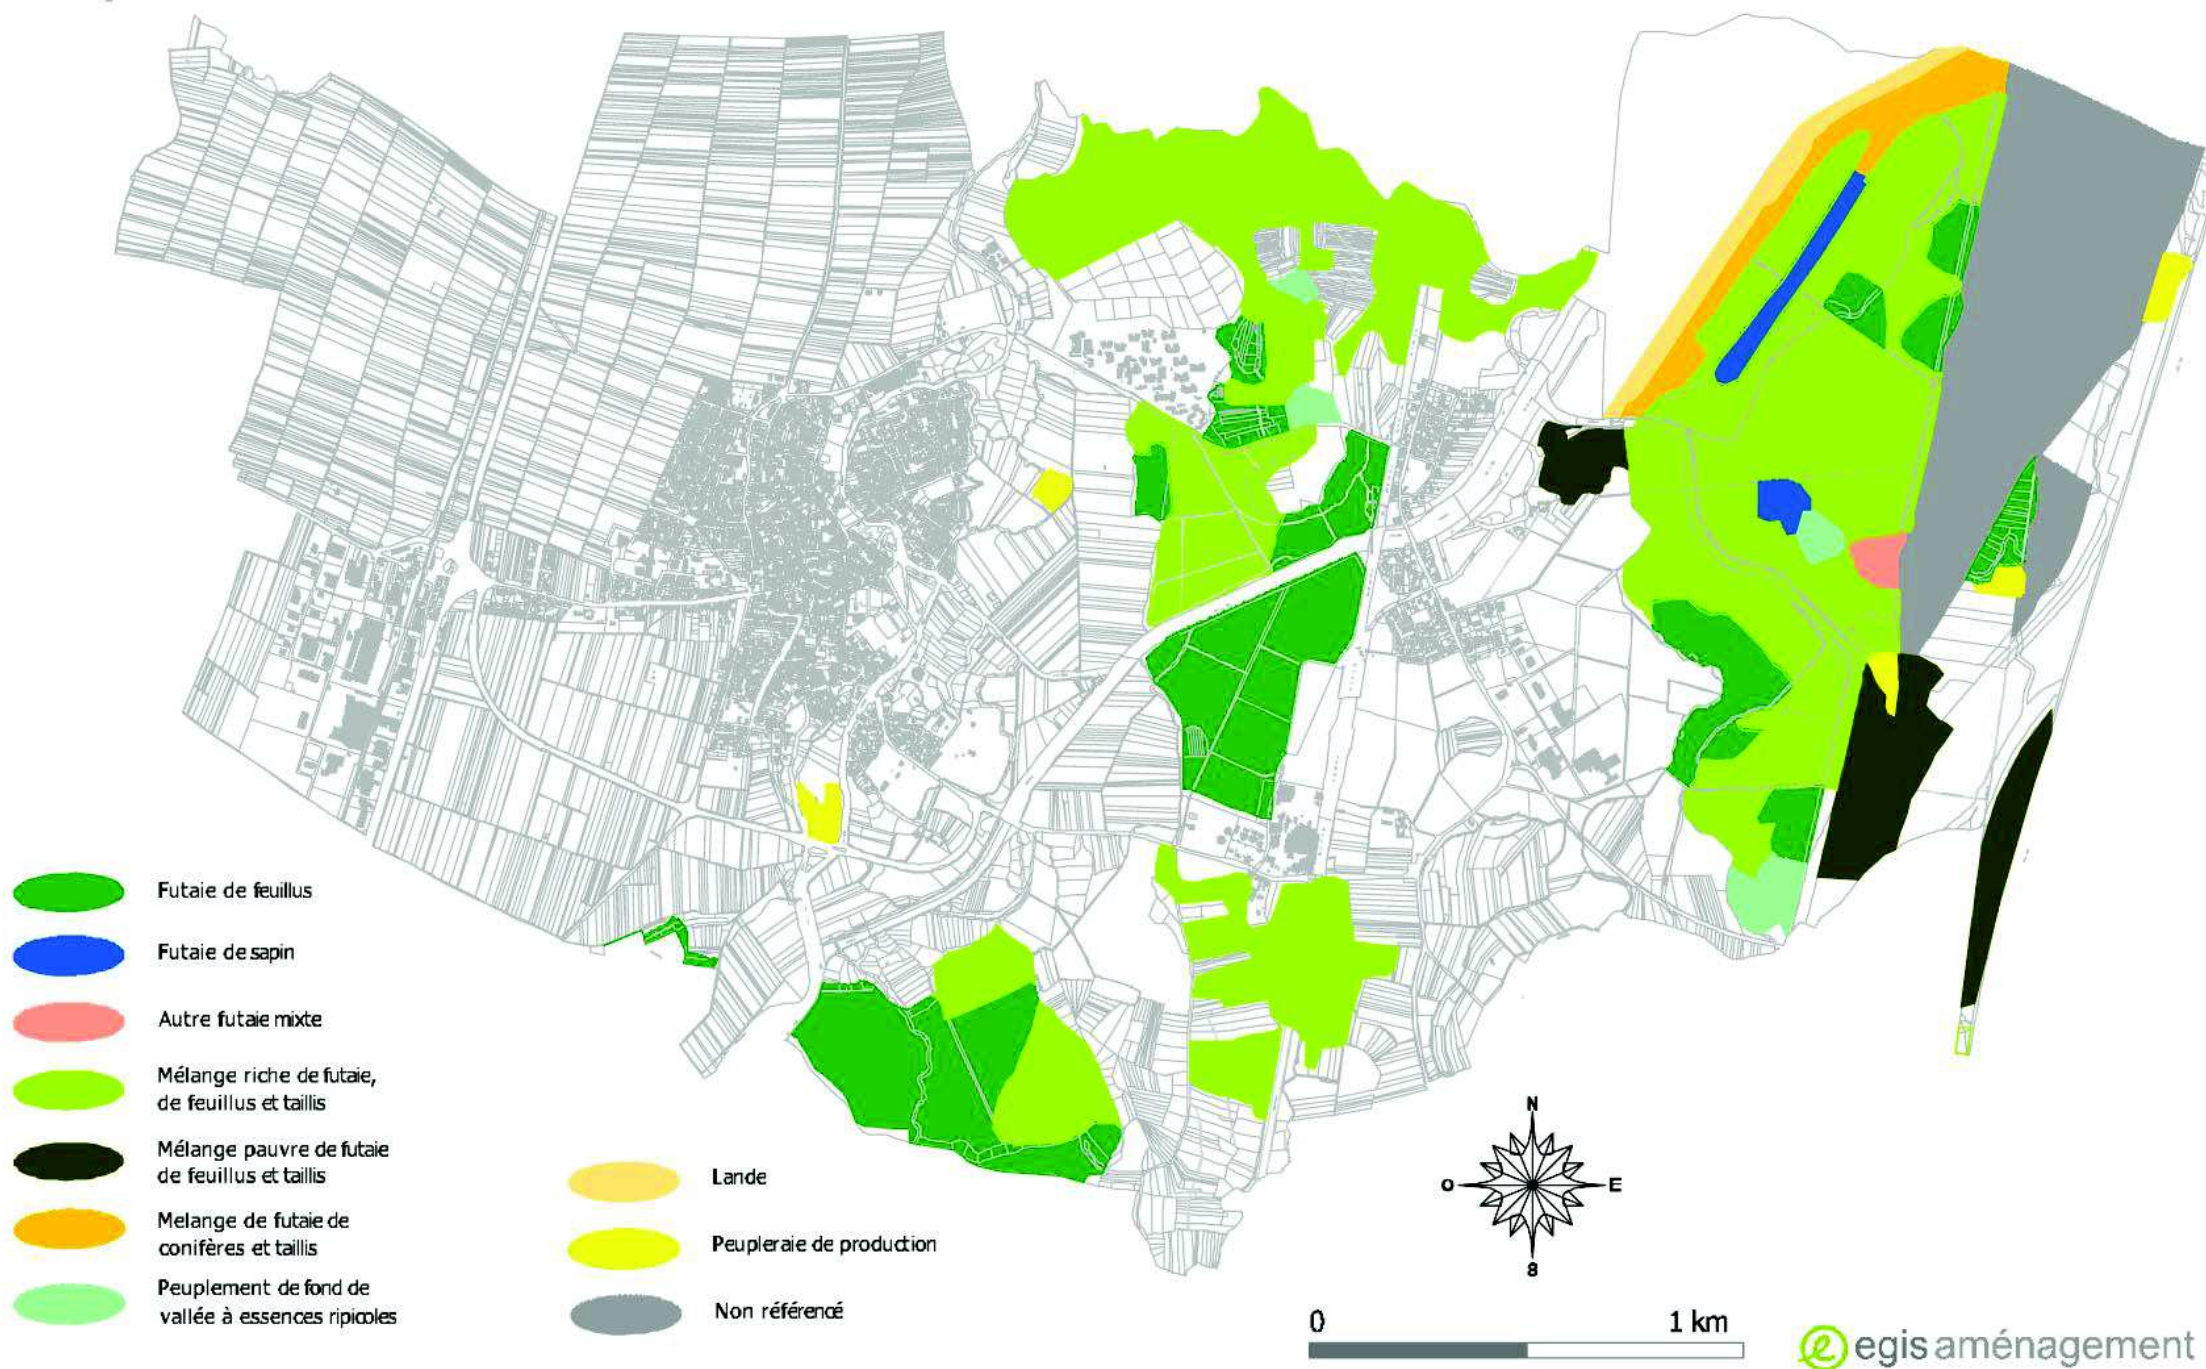 Futaie de feuillus
Futaie de sapin
Autre futaie mixte
Mélange riche de futaie,
de feuillus et taillis
Mélange pauvre de futaie
de feuillus et taillis
Melange de futaie de
conifères et taillis
Peuplement de fond de
vallée à essences ripicoles
Lande
Peupleraie de production
Non référencé
N
O
E
S
0
1 km
e egis aménagement